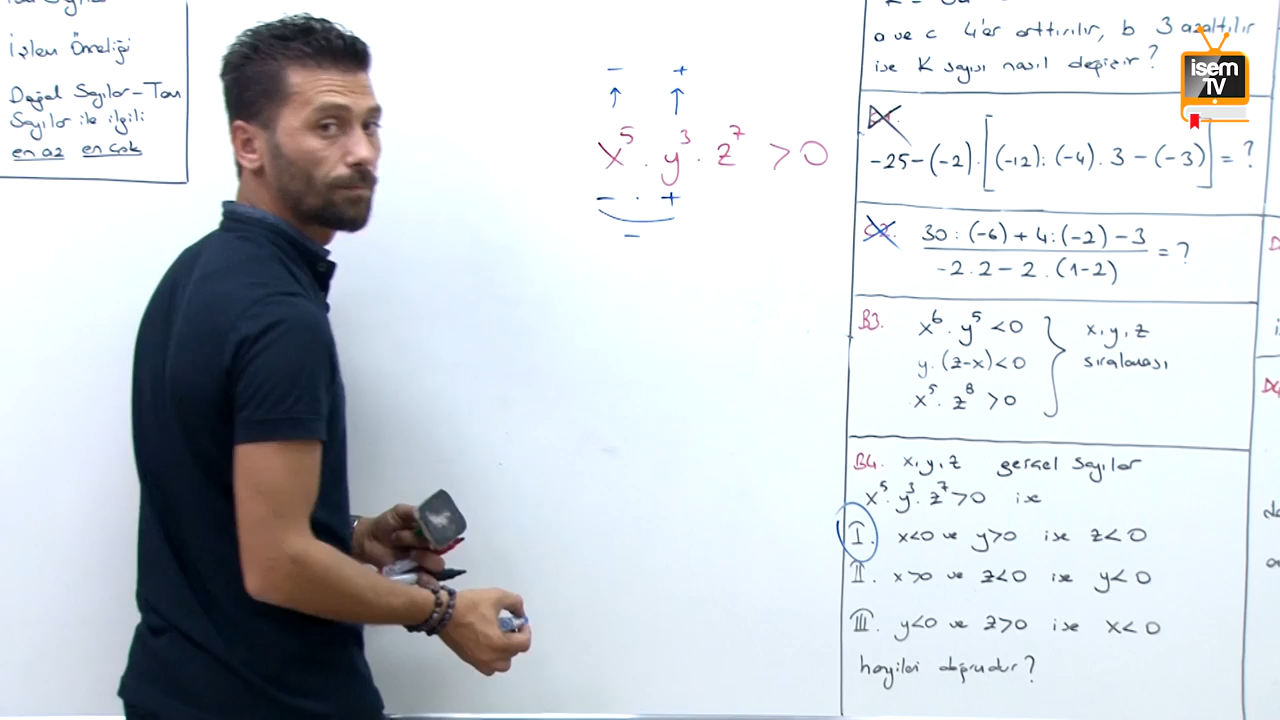 İşlem Önceliği
Doğal Sayılar – Tam
Sayılar ile ilgili
en az en çok
- +
↑ ↑
x⁵ . y³ . z⁷ > 0
- . +
-
a ve c 4'er arttırılır, b 3 azaltılır
ise K sayısı nasıl değişir?
isem
TV
-25-(-2).[(-12):(-4).3-(-3)] = ?
30:(-6)+4:(-2)-3
-2.2-2.(1-2)
= ?
B3. x⁶.y⁵<0
y.(z-x)<0
x⁵.z⁸>0
x,y,z
sıralaması
B4. x,y,z gerçel sayılar
x⁵.y³.z⁷>0 ise
I. x<0 ve y>0 ise z<0
II. x>0 ve z<0 ise y<0
III. y<0 ve z>0 ise x<0
hangileri doğrudur?